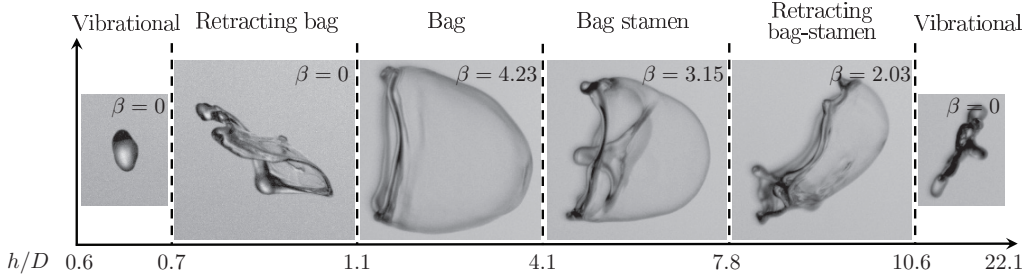 Vibrational
Retracting bag
Bag
Bag stamen
Retracting
bag-stamen
Vibrational
β = 0
β = 0
β = 4.23
β = 3.15
β = 2.03
β = 0
h/D
0.6
0.7
1.1
4.1
7.8
10.6
22.1